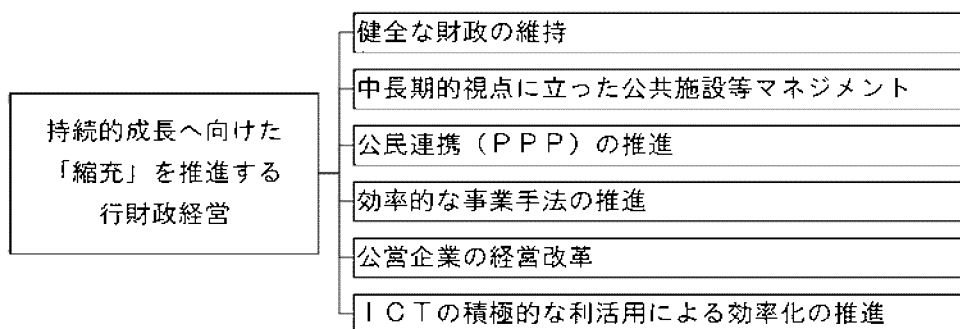 持続的成長へ向けた
「縮充」を推進する
行財政経営
健全な財政の維持
中長期的視点に立った公共施設等マネジメント
公民連携（ＰＰＰ）の推進
効率的な事業手法の推進
公営企業の経営改革
ＩＣＴの積極的な利活用による効率化の推進